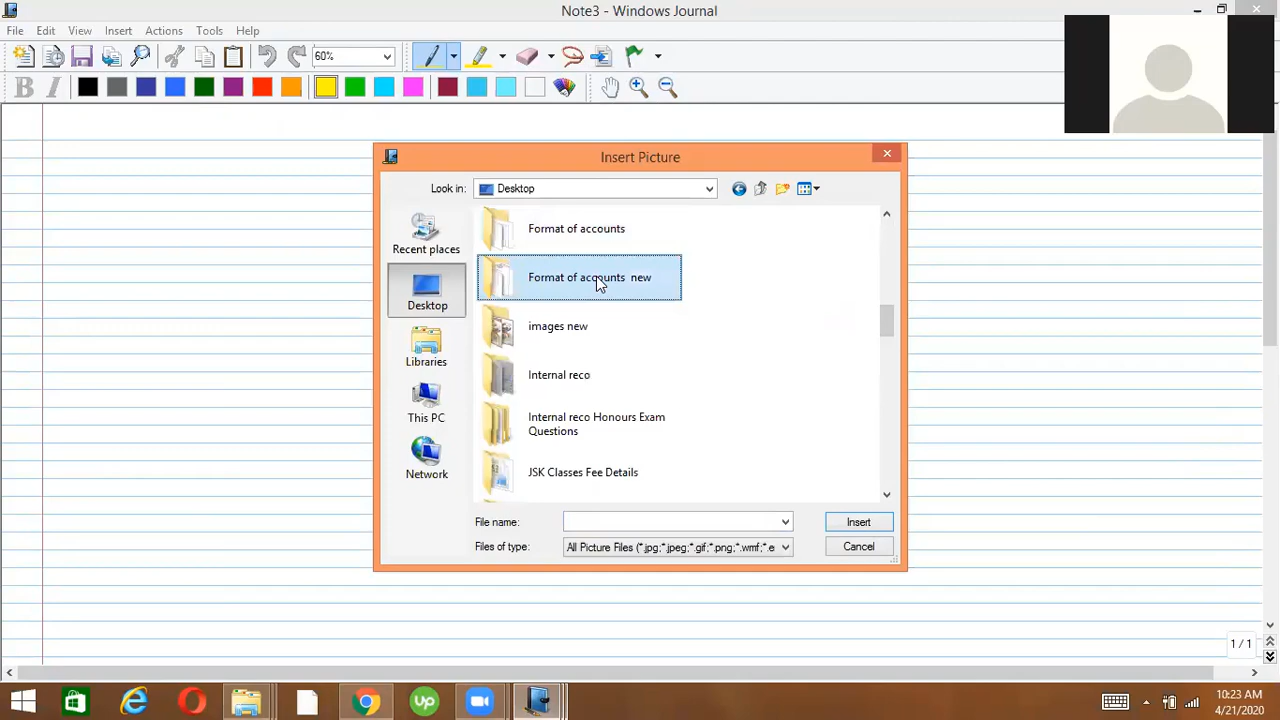 Note3 - Windows Journal
File Edit View Insert Actions Tools Help
60%
B I
Insert Picture
Look in: Desktop
Recent places
Desktop
Libraries
This PC
Network
Format of accounts
Format of accounts new
images new
Internal reco
Internal reco Honours Exam
Questions
JSK Classes Fee Details
File name: Insert
Files of type: All Picture Files (*.jpg;*.jpeg;*.gif;*.png;*.wmf;*.e Cancel
1 / 1
up
10:23 AM
4/21/2020